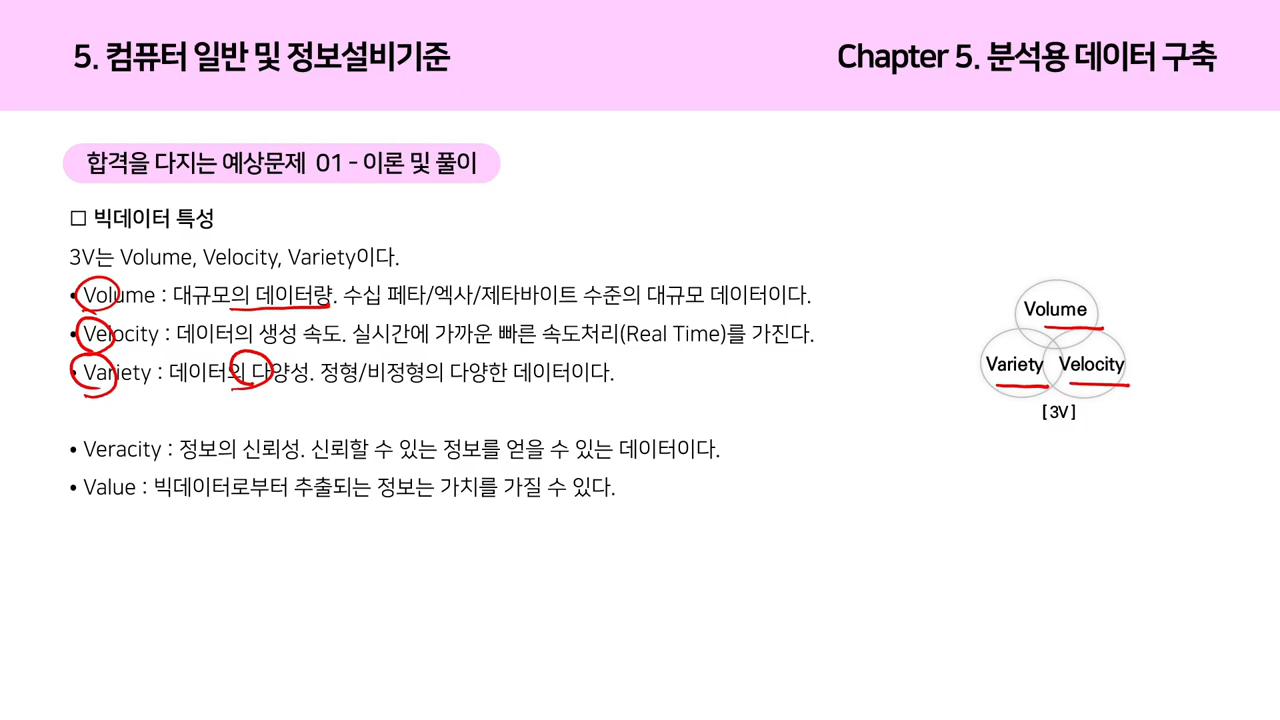 5. 컴퓨터 일반 및 정보설비기준
Chapter 5. 분석용 데이터 구축
합격을 다지는 예상문제 01 - 이론 및 풀이
□ 빅데이터 특성
3V는 Volume, Velocity, Variety이다.
• Volume : 대규모의 데이터량. 수십 페타/엑사/제타바이트 수준의 대규모 데이터이다.
• Velocity : 데이터의 생성 속도. 실시간에 가까운 빠른 속도처리(Real Time)를 가진다.
• Variety : 데이터의 다양성. 정형/비정형의 다양한 데이터이다.
• Veracity : 정보의 신뢰성. 신뢰할 수 있는 정보를 얻을 수 있는 데이터이다.
• Value : 빅데이터로부터 추출되는 정보는 가치를 가질 수 있다.
Volume
Variety Velocity
[ 3V ]